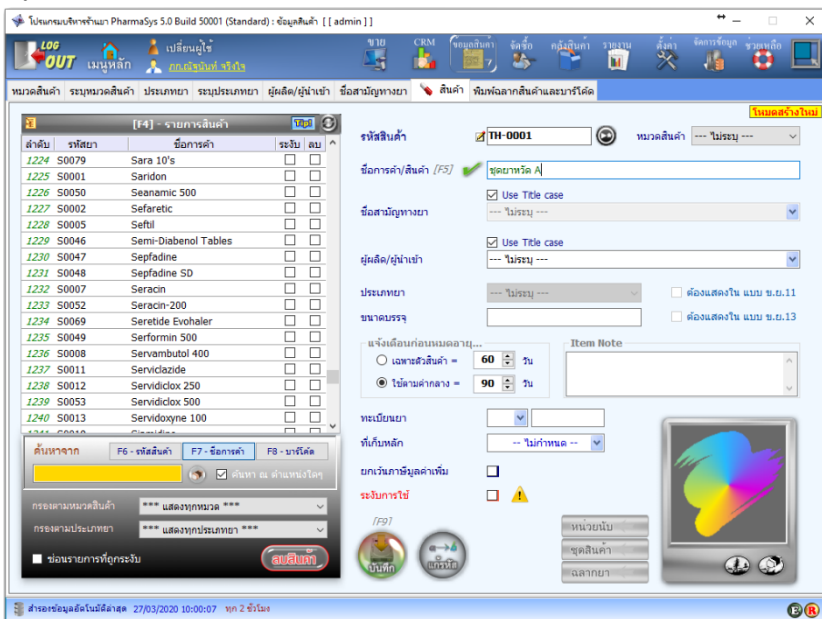 โปรแกรมบริหารร้านยา PharmaSys 5.0 Build 50001 (Standard) : ข้อมูลสินค้า [[ admin ]]
LOG OUT เมนูหลัก เปลี่ยนผู้ใช้
ขาย CRM ข้อมูลสินค้า จัดซื้อ คลังสินค้า รายงาน ตั้งค่า จัดการข้อมูล ช่วยเหลือ
หมวดสินค้า ระบุหมวดสินค้า ประเภทยา ระบุประเภทยา ผู้ผลิต/ผู้นำเข้า ชื่อสามัญทางยา สินค้า พิมพ์ฉลากสินค้าและบาร์โค้ด
โหมดสร้างใหม่
[F4] - รายการสินค้า
ลำดับ รหัสยา ชื่อการค้า ระงับ ลบ
1224 S0079 Sara 10's
1225 S0001 Saridon
1226 S0050 Seanamic 500
1227 S0002 Sefaretic
1228 S0005 Seftil
1229 S0046 Semi-Diabenol Tables
1230 S0047 Sepfadine
1231 S0048 Sepfadine SD
1232 S0007 Seracin
1233 S0052 Seracin-200
1234 S0069 Seretide Evohaler
1235 S0049 Serformin 500
1236 S0008 Servambutol 400
1237 S0011 Serviclazide
1238 S0012 Servidiclox 250
1239 S0053 Servidiclox 500
1240 S0013 Servidoxyne 100
ค้นหาจาก F6 - รหัสสินค้า F7 - ชื่อการค้า F8 - บาร์โค้ด
ค้นหา ณ ตำแหน่งใดๆ
กรองตามหมวดสินค้า *** แสดงทุกหมวด ***
กรองตามประเภทยา *** แสดงทุกประเภทยา ***
ซ่อนรายการที่ถูกระงับ ลบสินค้า
รหัสสินค้า TH-0001 หมวดสินค้า --- ไม่ระบุ ---
ชื่อการค้า/สินค้า [F5] ชุดยาหวัด A
Use Title case
ชื่อสามัญทางยา --- ไม่ระบุ ---
Use Title case
ผู้ผลิต/ผู้นำเข้า --- ไม่ระบุ ---
ประเภทยา --- ไม่ระบุ --- ต้องแสดงใน แบบ ข.ย.11
ขนาดบรรจุ ต้องแสดงใน แบบ ข.ย.13
แจ้งเตือนก่อนหมดอายุ... Item Note
เฉพาะตัวสินค้า = 60 วัน
ใช้ตามค่ากลาง = 90 วัน
ทะเบียนยา
ที่เก็บหลัก -- ไม่กำหนด --
ยกเว้นภาษีมูลค่าเพิ่ม
ระงับการใช้
[F9]
บันทึก a→b แก้รหัส
หน่วยนับ
ชุดสินค้า
ฉลากยา
สำรองข้อมูลอัตโนมัติล่าสุด 27/03/2020 10:00:07 ทุก 2 ชั่วโมง